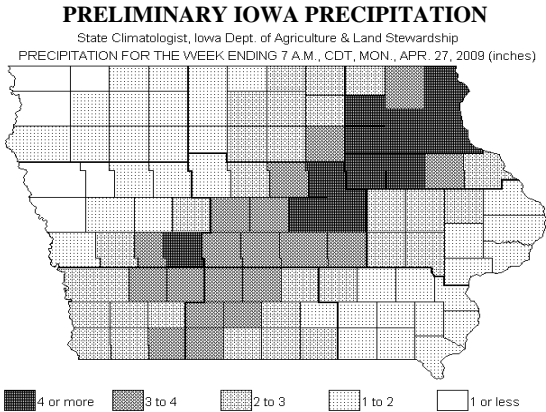 PRELIMINARY IOWA PRECIPITATION
State Climatologist, Iowa Dept. of Agriculture & Land Stewardship
PRECIPITATION FOR THE WEEK ENDING 7 A.M., CDT, MON., APR. 27, 2009 (inches)
4 or more 3 to 4 2 to 3 1 to 2 1 or less